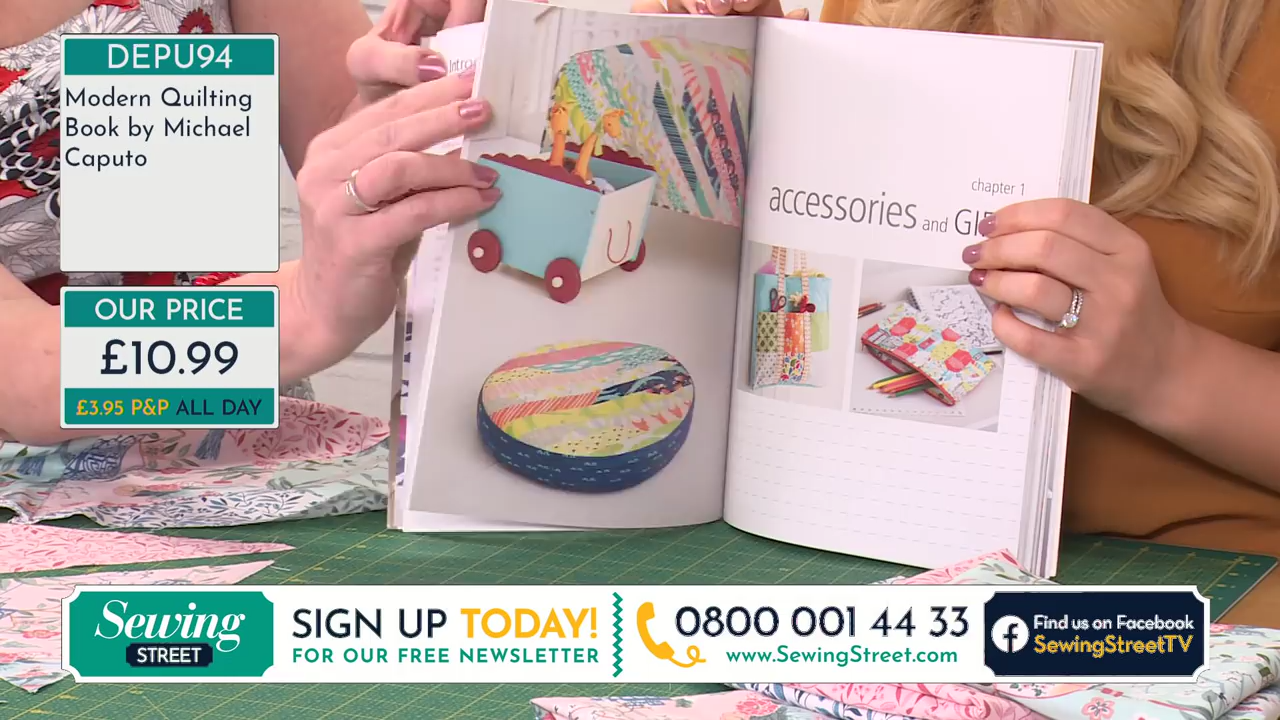 DEPU94
Modern Quilting
Book by Michael
Caputo
OUR PRICE
£10.99
£3.95 P&P ALL DAY
chapter 1
accessories and
Sewing
STREET
SIGN UP TODAY!
FOR OUR FREE NEWSLETTER
0800 001 44 33
www.SewingStreet.com
Find us on Facebook
SewingStreetTV